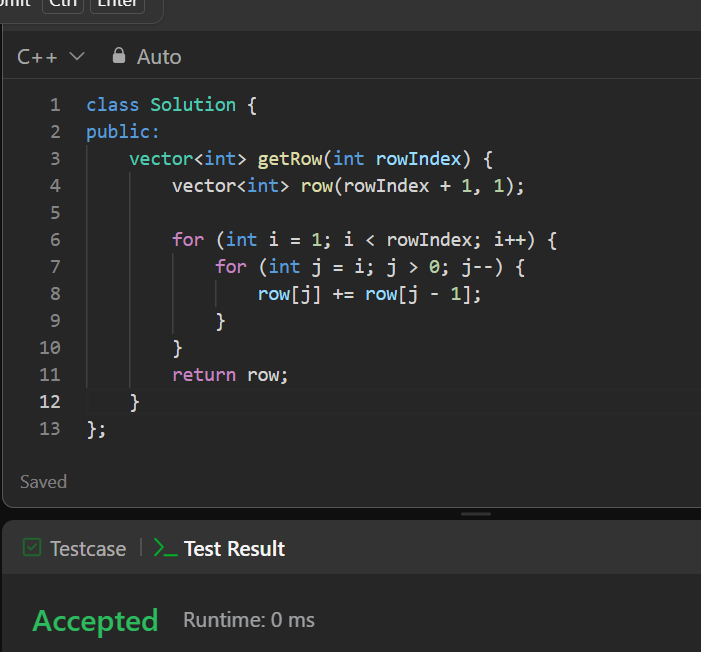 Ctrl Enter
C++ Auto
1 class Solution {
2 public:
3 vector<int> getRow(int rowIndex) {
4 vector<int> row(rowIndex + 1, 1);
5
6 for (int i = 1; i < rowIndex; i++) {
7 for (int j = i; j > 0; j--) {
8 row[j] += row[j - 1];
9 }
10 }
11 return row;
12 }
13 };
Saved
Testcase | >_ Test Result
Accepted Runtime: 0 ms